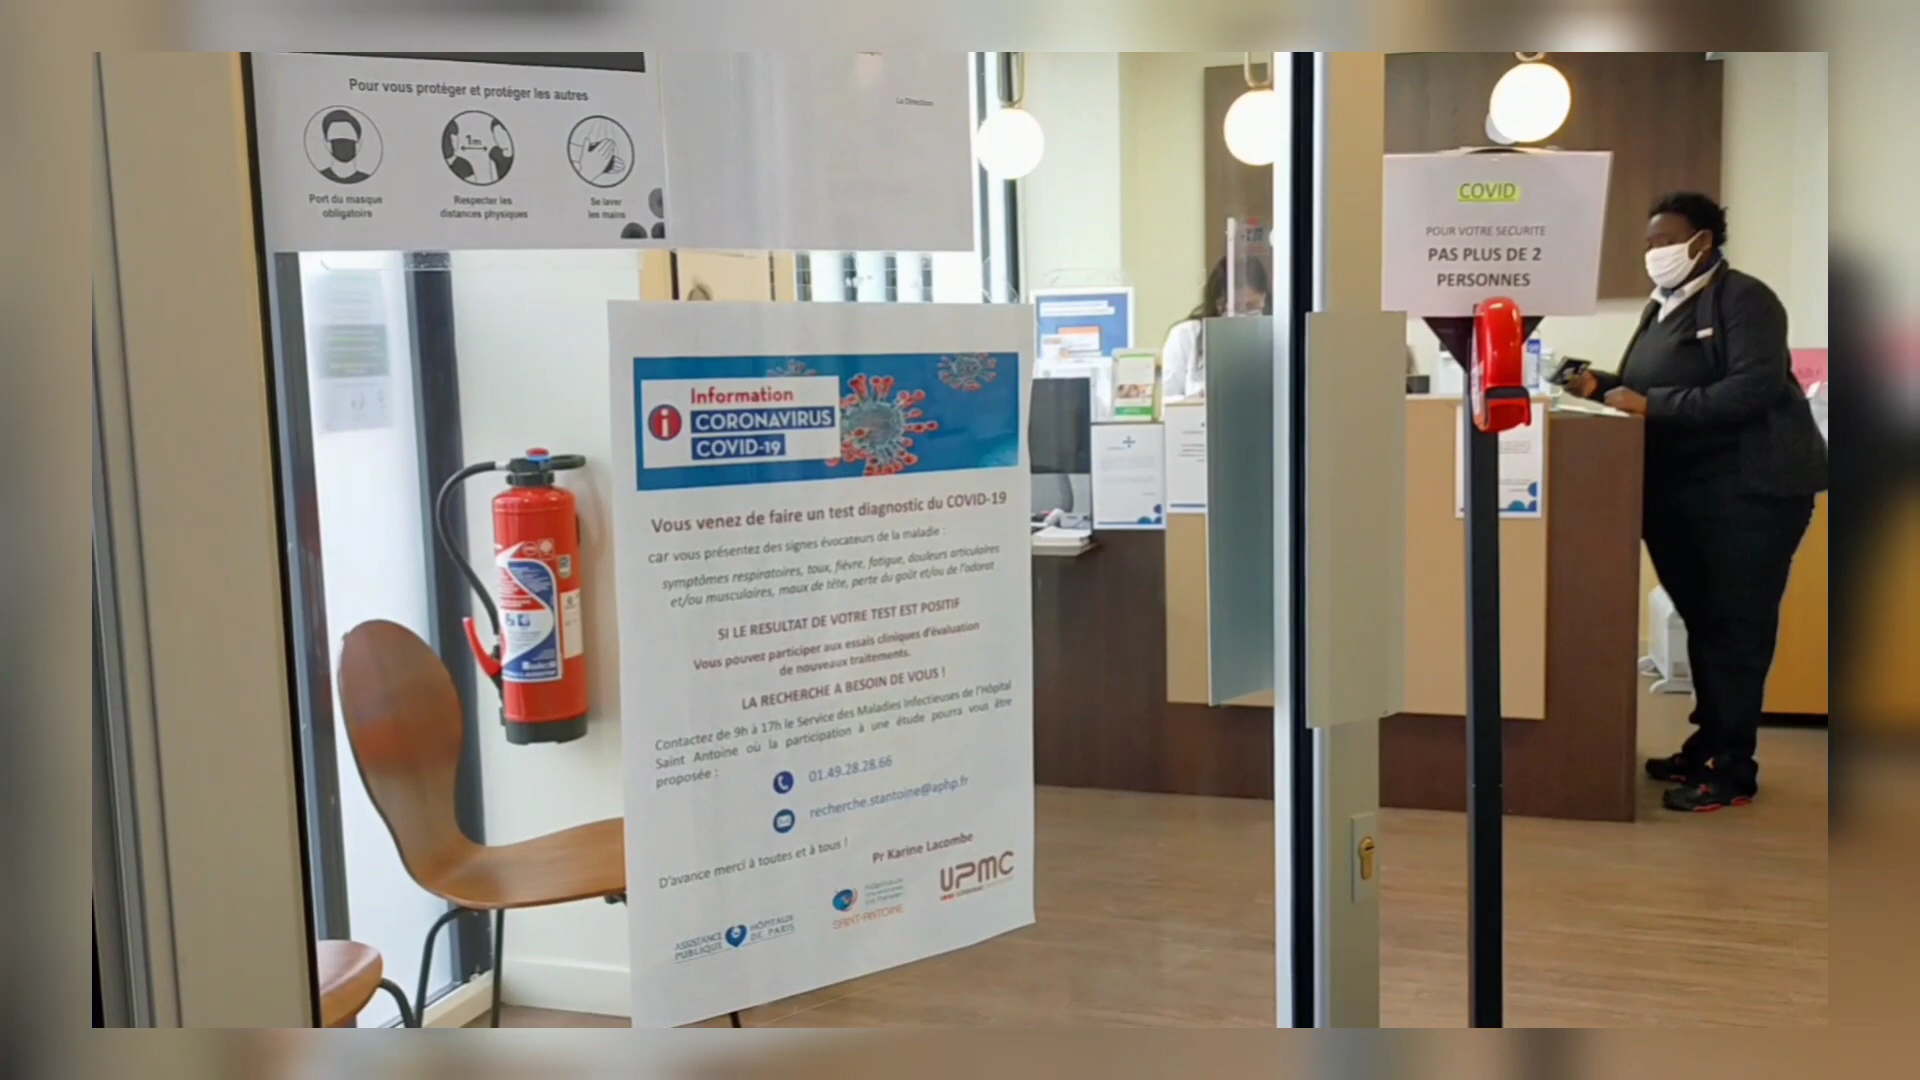 Pour vous protéger et protéger les autres
1m
Port du masque
obligatoire
Respecter les
distances physiques
Se laver
les mains
La Direction
Information
CORONAVIRUS
COVID-19
Vous venez de faire un test diagnostic du COVID-19
car vous présentez des signes évocateurs de la maladie :
symptômes respiratoires, toux, fièvre, fatigue, douleurs articulaires
et/ou musculaires, maux de tête, perte du goût et/ou de l'odorat
SI LE RESULTAT DE VOTRE TEST EST POSITIF
Vous pouvez participer aux essais cliniques d'évaluation
de nouveaux traitements.
LA RECHERCHE A BESOIN DE VOUS !
Contactez de 9h à 17h le Service des Maladies Infectieuses de l'Hôpital
Saint Antoine où la participation à une étude pourra vous être
proposée :
01.49.28.28.66
recherche.stantoine@aphp.fr
D'avance merci à toutes et à tous !
Pr Karine Lacombe
ASSISTANCE
PUBLIQUE
HÔPITAUX
DE PARIS
SAINT-ANTOINE
UPMC
COVID
POUR VOTRE SECURITE
PAS PLUS DE 2
PERSONNES